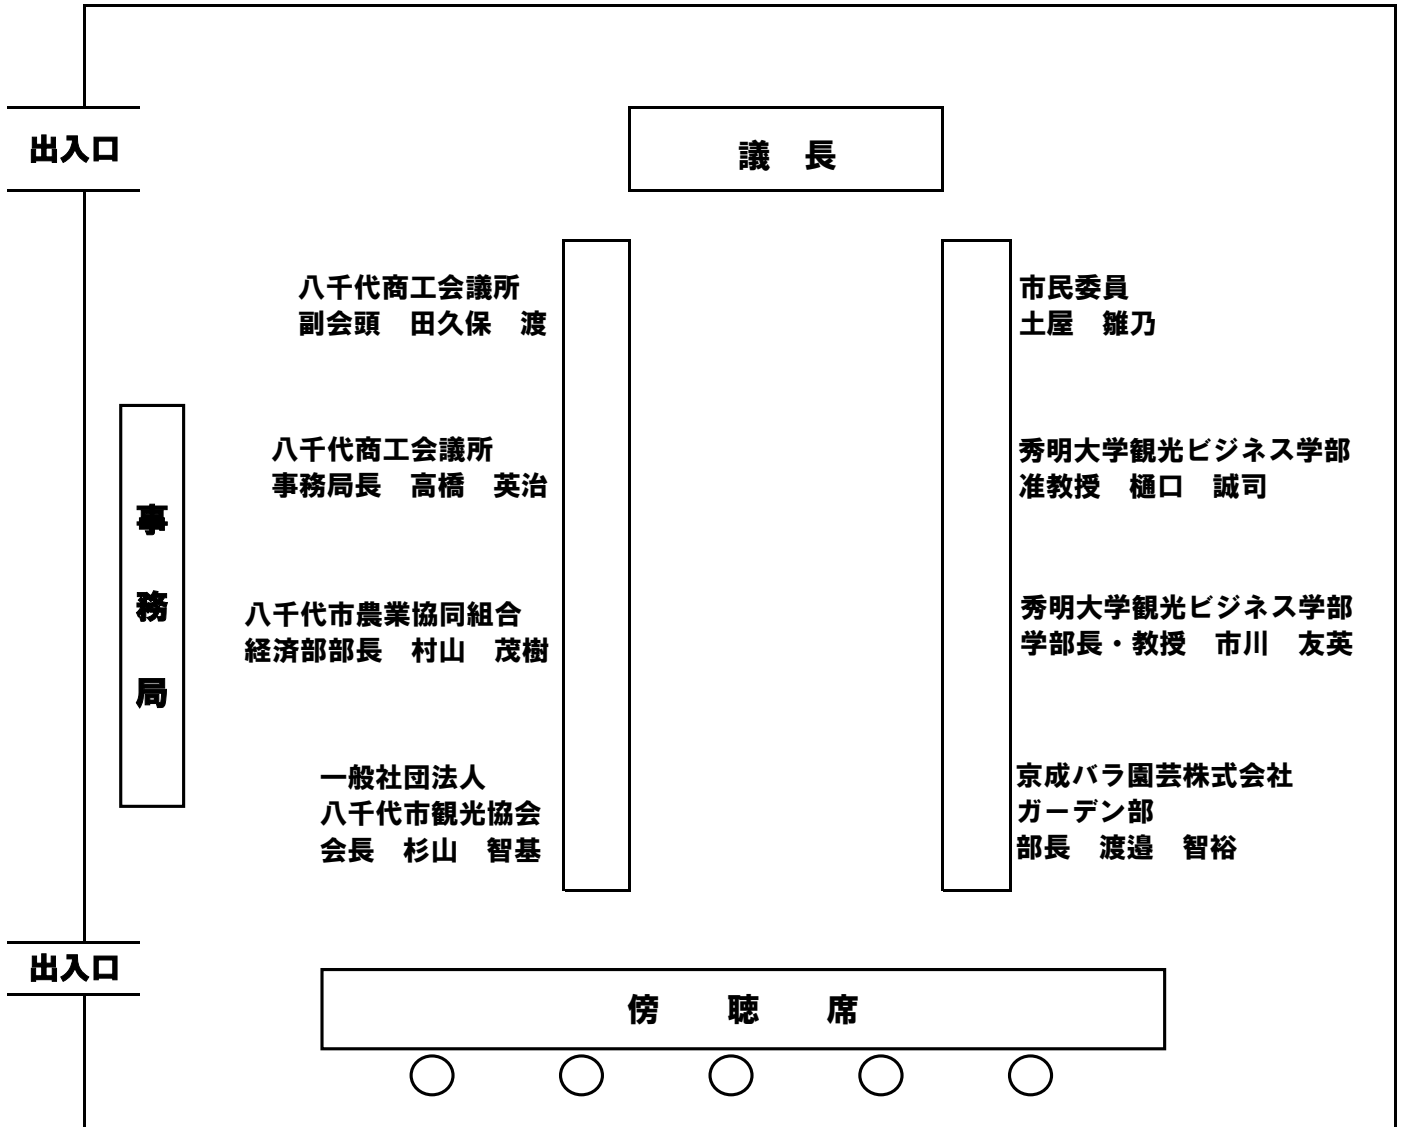 出入口
議　長
八千代商工会議所
副会頭　田久保　渡
市民委員
土屋　雛乃
八千代商工会議所
事務局長　高橋　英治
秀明大学観光ビジネス学部
准教授　樋口　誠司
事務局
八千代市農業協同組合
経済部部長　村山　茂樹
秀明大学観光ビジネス学部
学部長・教授　市川　友英
一般社団法人
八千代市観光協会
会長　杉山　智基
京成バラ園芸株式会社
ガーデン部
部長　渡邉　智裕
出入口
傍　聴　席